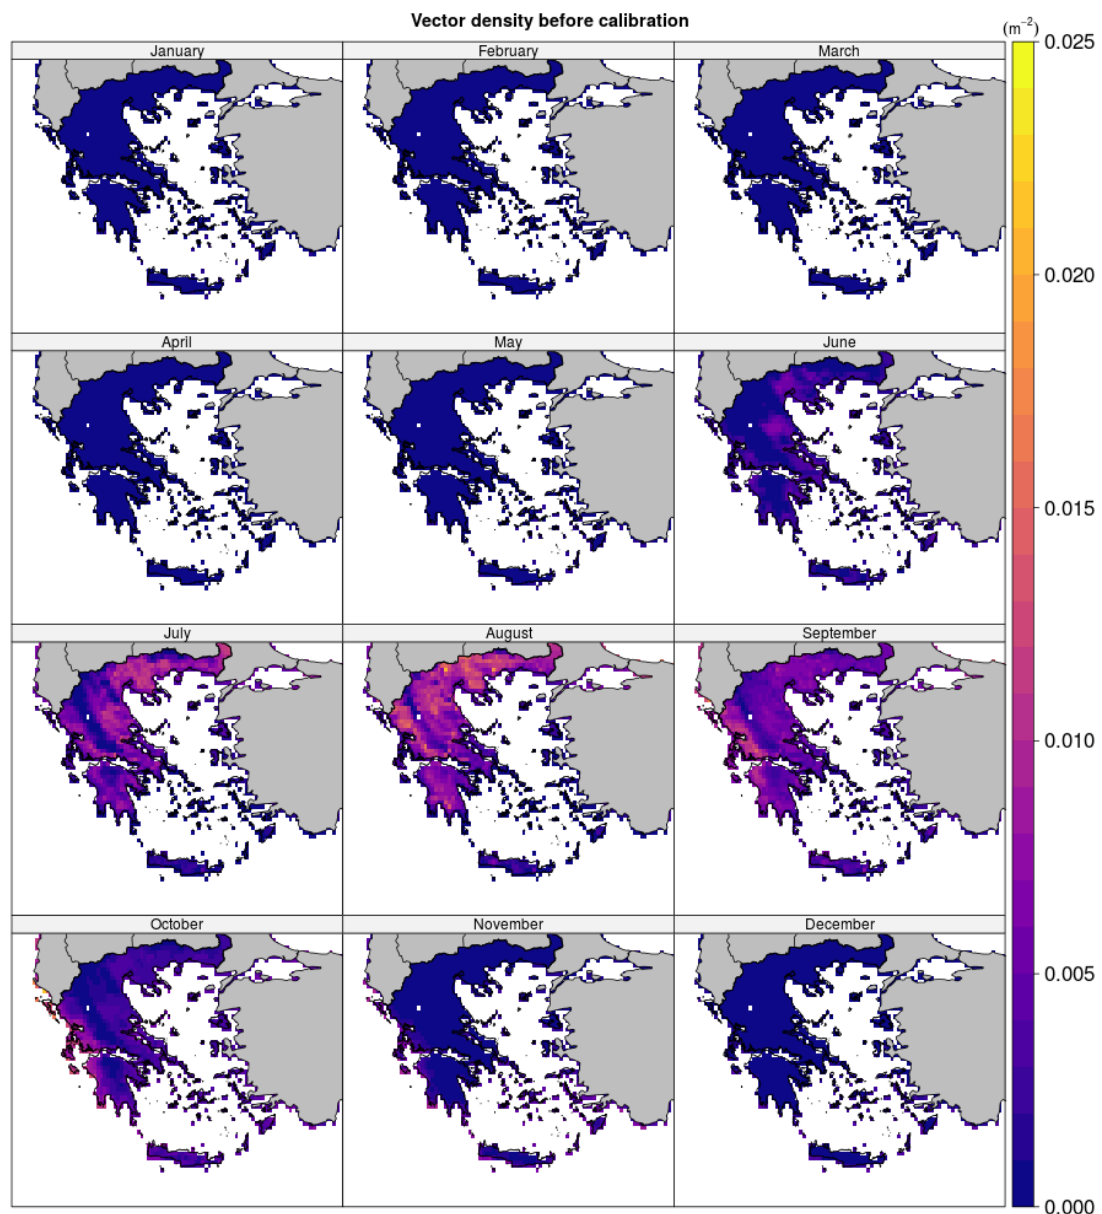 Vector density before calibration
(m⁻²)
January
February
March
0.025
0.020
April
May
June
0.015
July
August
September
0.010
October
November
December
0.005
0.000